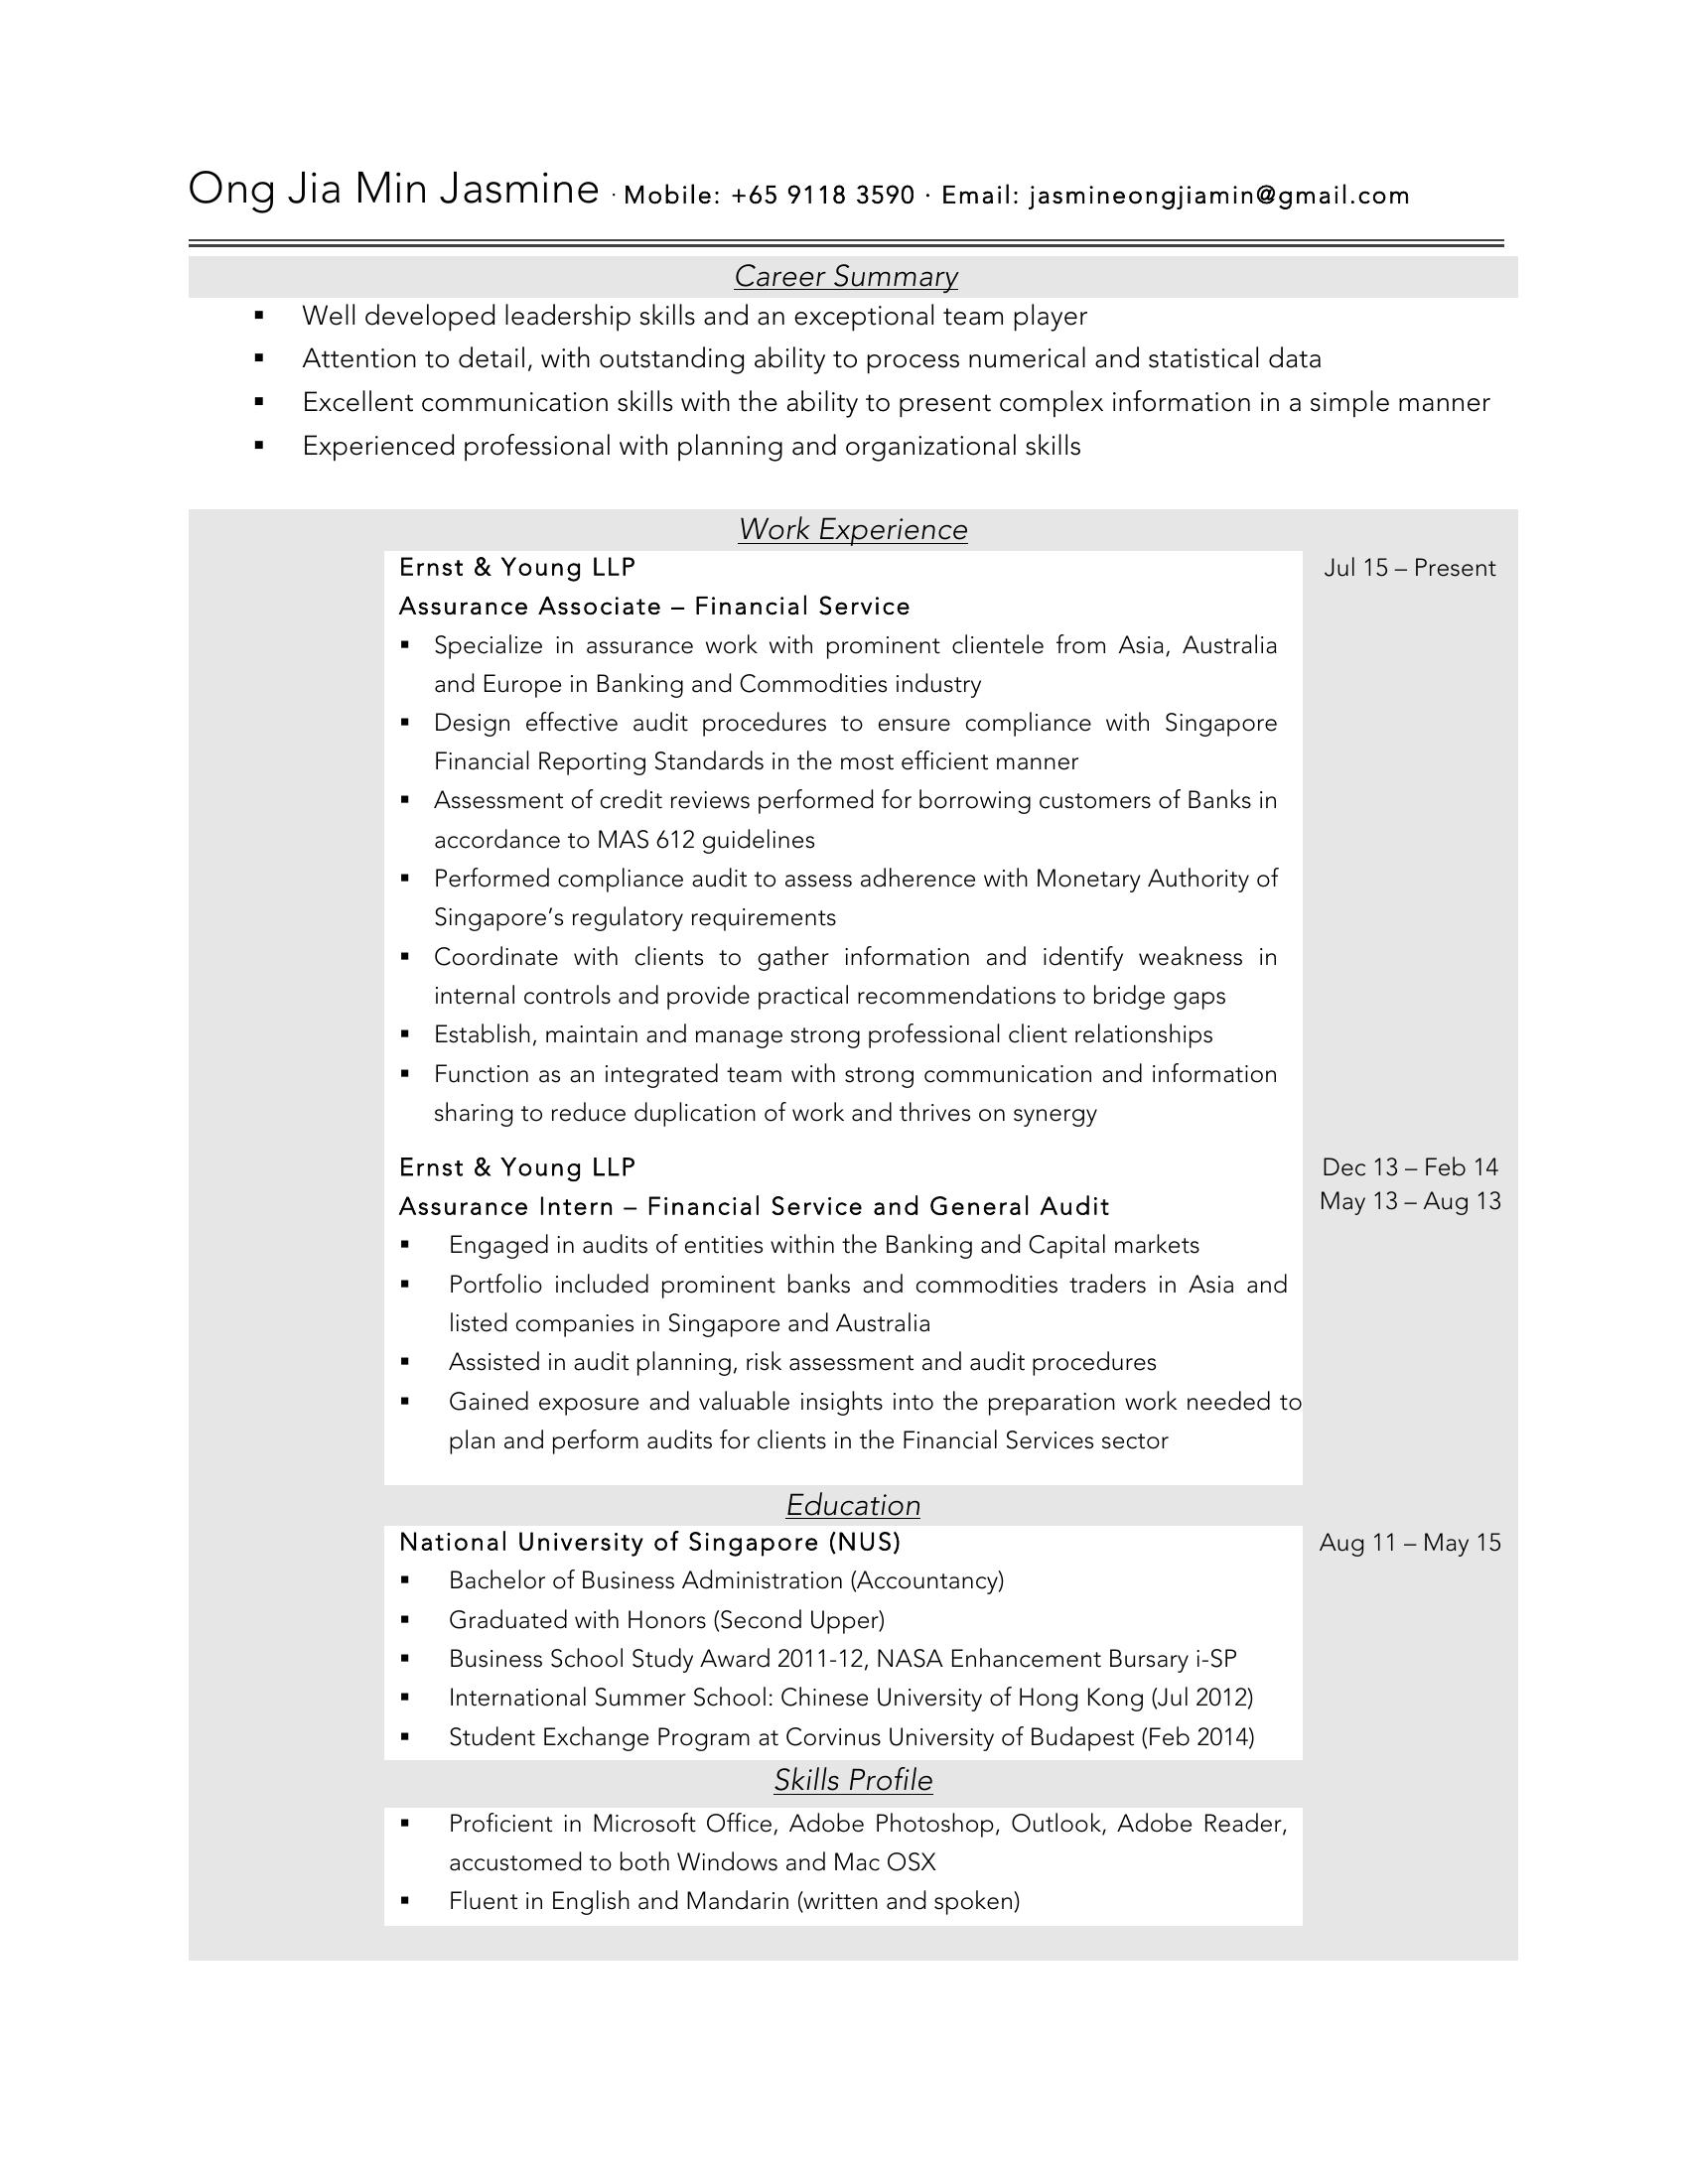 Ong Jia Min Jasmine · Mobile: +65 9118 3590 · Email: jasmineongjiamin@gmail.com
Career Summary
▪ Well developed leadership skills and an exceptional team player
▪ Attention to detail, with outstanding ability to process numerical and statistical data
▪ Excellent communication skills with the ability to present complex information in a simple manner
▪ Experienced professional with planning and organizational skills
Work Experience
Ernst & Young LLP Jul 15 – Present
Assurance Associate – Financial Service
▪ Specialize in assurance work with prominent clientele from Asia, Australia
and Europe in Banking and Commodities industry
▪ Design effective audit procedures to ensure compliance with Singapore
Financial Reporting Standards in the most efficient manner
▪ Assessment of credit reviews performed for borrowing customers of Banks in
accordance to MAS 612 guidelines
▪ Performed compliance audit to assess adherence with Monetary Authority of
Singapore’s regulatory requirements
▪ Coordinate with clients to gather information and identify weakness in
internal controls and provide practical recommendations to bridge gaps
▪ Establish, maintain and manage strong professional client relationships
▪ Function as an integrated team with strong communication and information
sharing to reduce duplication of work and thrives on synergy
Ernst & Young LLP Dec 13 – Feb 14
Assurance Intern – Financial Service and General Audit May 13 – Aug 13
▪ Engaged in audits of entities within the Banking and Capital markets
▪ Portfolio included prominent banks and commodities traders in Asia and
listed companies in Singapore and Australia
▪ Assisted in audit planning, risk assessment and audit procedures
▪ Gained exposure and valuable insights into the preparation work needed to
plan and perform audits for clients in the Financial Services sector
Education
National University of Singapore (NUS) Aug 11 – May 15
▪ Bachelor of Business Administration (Accountancy)
▪ Graduated with Honors (Second Upper)
▪ Business School Study Award 2011-12, NASA Enhancement Bursary i-SP
▪ International Summer School: Chinese University of Hong Kong (Jul 2012)
▪ Student Exchange Program at Corvinus University of Budapest (Feb 2014)
Skills Profile
▪ Proficient in Microsoft Office, Adobe Photoshop, Outlook, Adobe Reader,
accustomed to both Windows and Mac OSX
▪ Fluent in English and Mandarin (written and spoken)